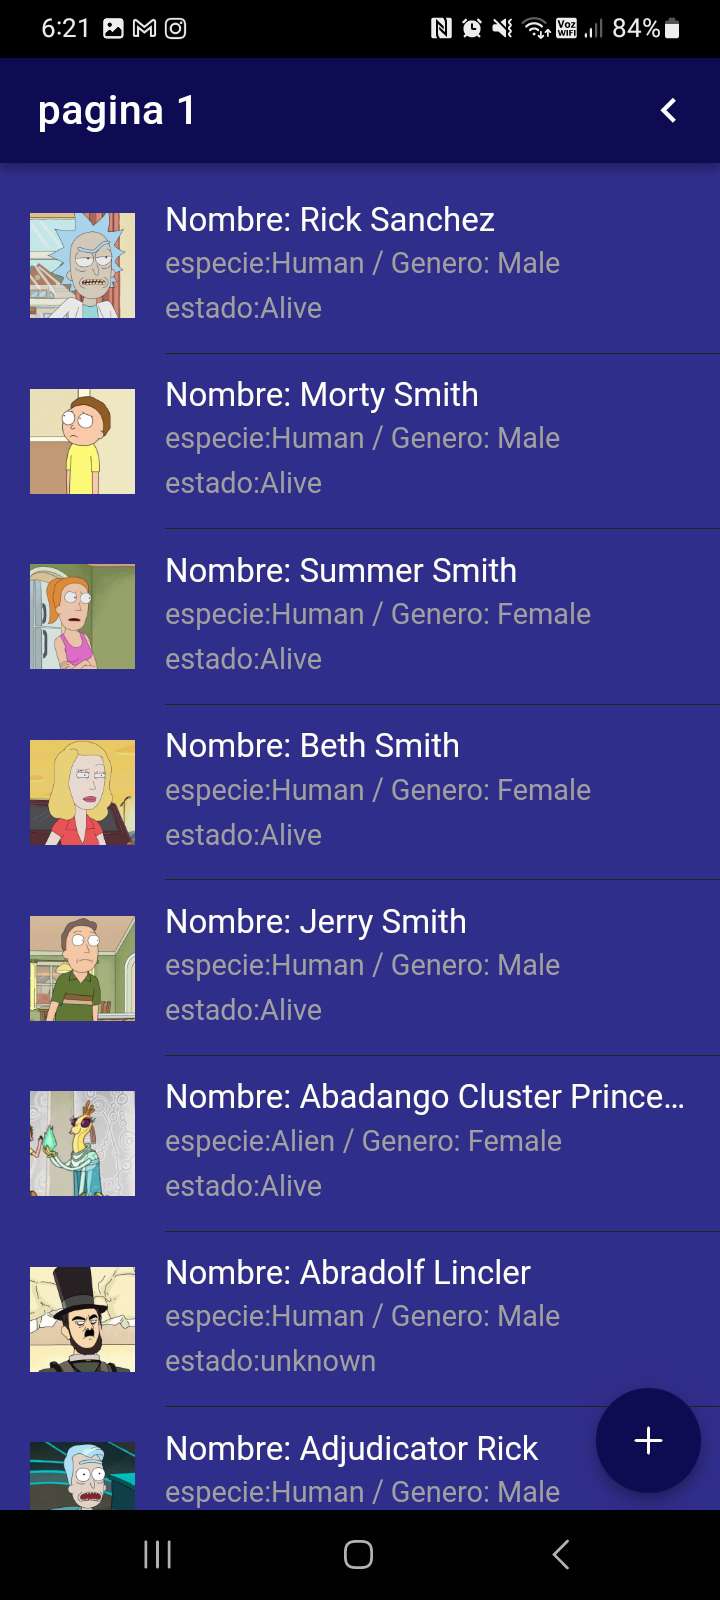 6:21 Voz WiFi 84%
pagina 1
Nombre: Rick Sanchez
especie:Human / Genero: Male
estado:Alive
Nombre: Morty Smith
especie:Human / Genero: Male
estado:Alive
Nombre: Summer Smith
especie:Human / Genero: Female
estado:Alive
Nombre: Beth Smith
especie:Human / Genero: Female
estado:Alive
Nombre: Jerry Smith
especie:Human / Genero: Male
estado:Alive
Nombre: Abadango Cluster Prince...
especie:Alien / Genero: Female
estado:Alive
Nombre: Abradolf Lincler
especie:Human / Genero: Male
estado:unknown
Nombre: Adjudicator Rick
especie:Human / Genero: Male